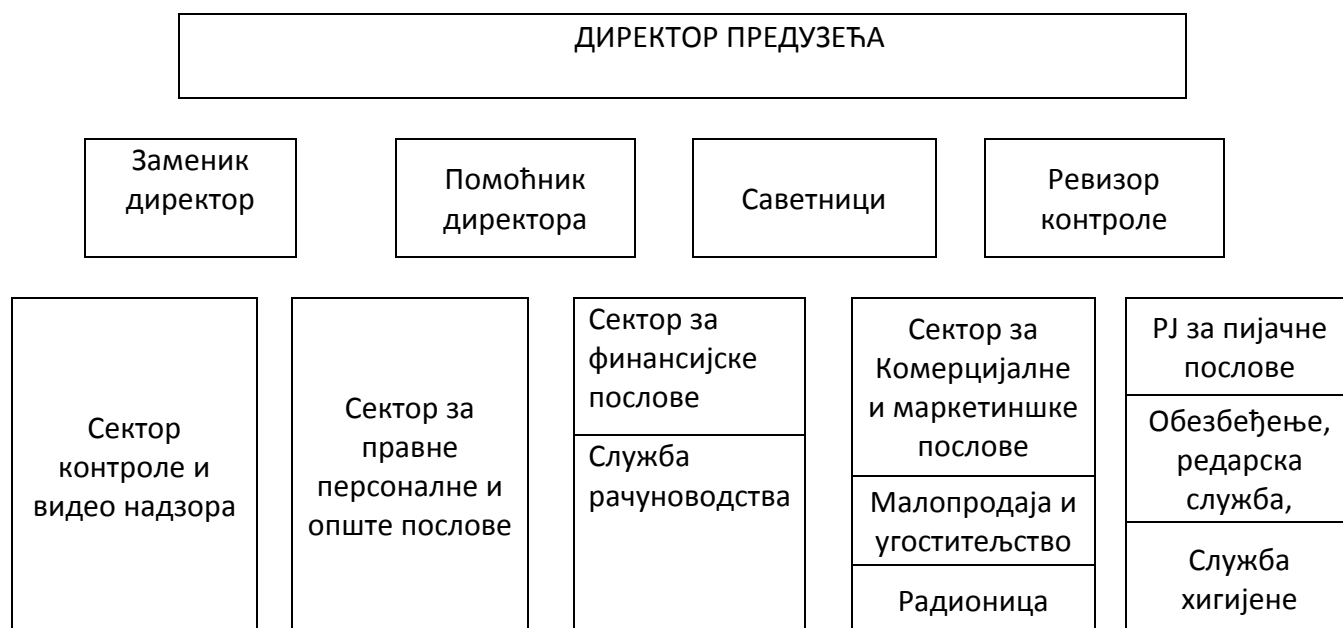 ДИРЕКТОР ПРЕДУЗЕЋА
Заменик
директор
Помоћник
директора
Саветници
Ревизор
контроле
Сектор
контроле и
видео надзора
Сектор за
правне
персоналне и
опште послове
Сектор за
финансијске
послове
Служба
рачуноводства
Сектор за
Комерцијалне
и маркетиншке
послове
Малопродаја и
угоститељство
Радионица
РЈ за пијачне
послове
Обезбеђење,
редарска
служба,
Служба
хигијене